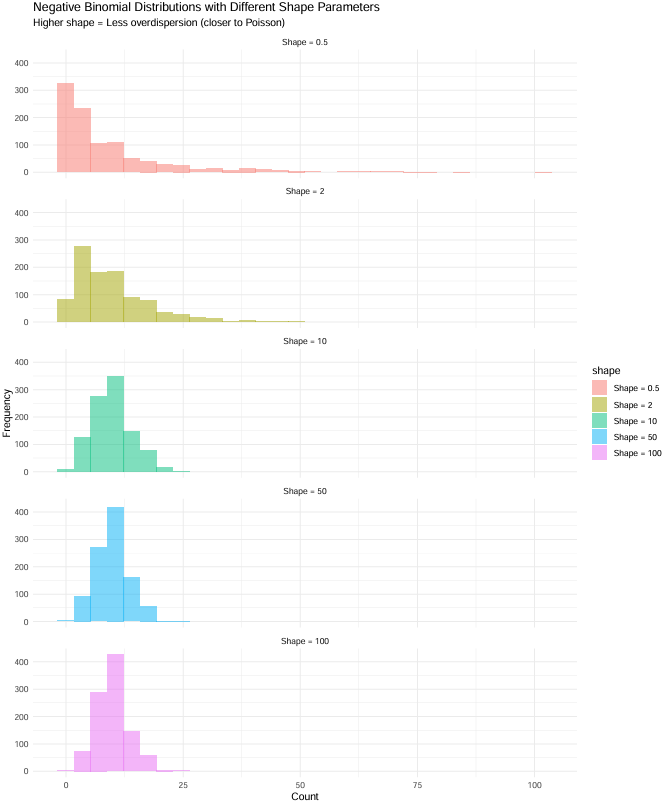 Negative Binomial Distributions with Different Shape Parameters
Higher shape = Less overdispersion (closer to Poisson)
Shape = 0.5
400
300
200
100
0
Shape = 2
400
300
200
100
0
Shape = 10
400
300
200
100
0
Shape = 50
400
300
200
100
0
Shape = 100
400
300
200
100
0
0 25 50 75 100
Count
Frequency
shape
Shape = 0.5
Shape = 2
Shape = 10
Shape = 50
Shape = 100